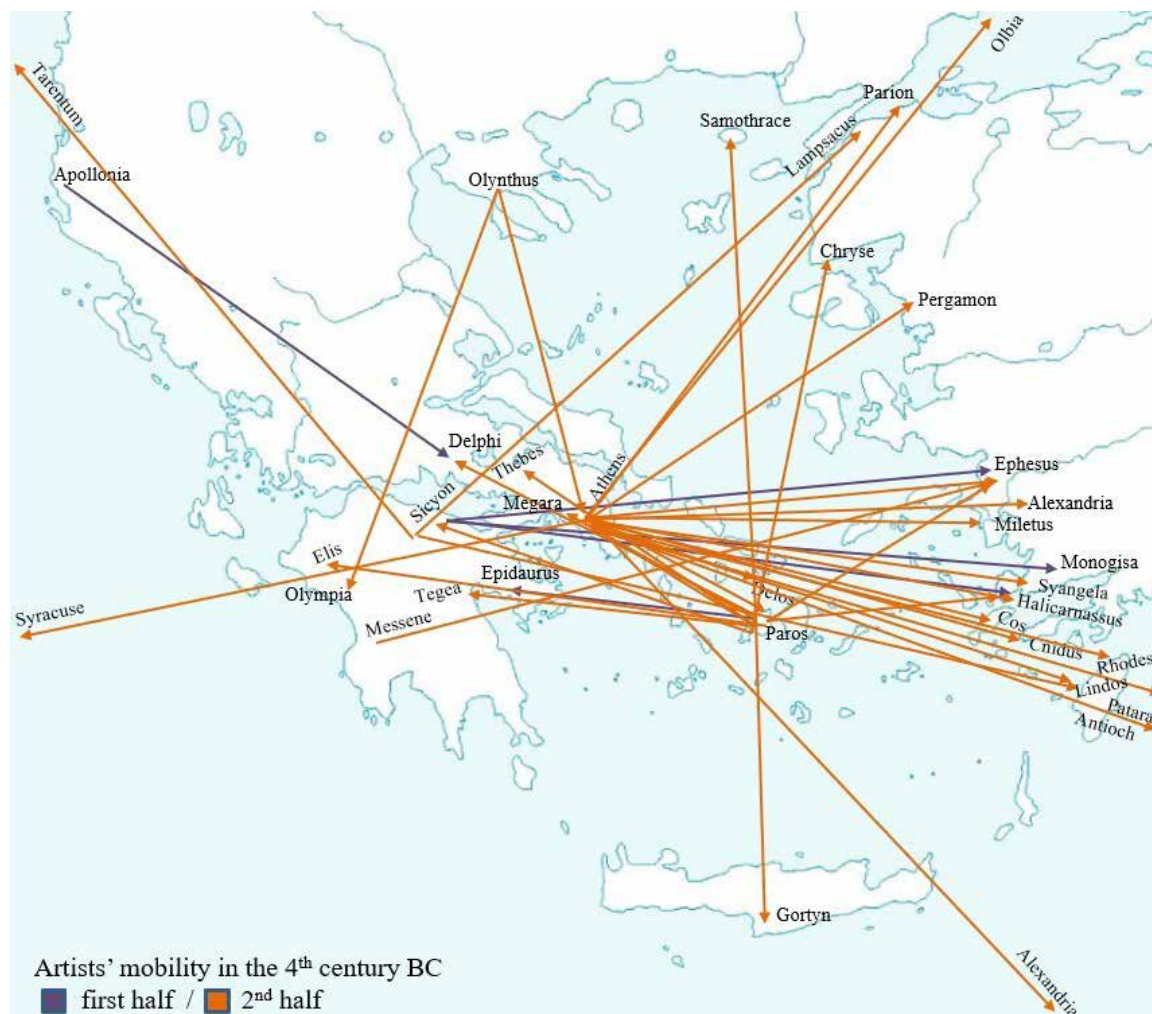 Olbia
Tarentum
Parion
Samothrace
Lampsacus
Apollonia
Olynthus
Chryse
Pergamon
Delphi
Thebes
Athens
Ephesus
Sicyon
Megara
Alexandria
Miletus
Elis
Epidaurus
Monogisa
Olympia
Tegea
Delos
Syangela
Halicarnassus
Syracuse
Messene
Paros
Cos
Cnidus
Rhodes
Lindos
Patara
Antioch
Gortyn
Alexandria
Artists' mobility in the 4th century BC
first half / 2nd half